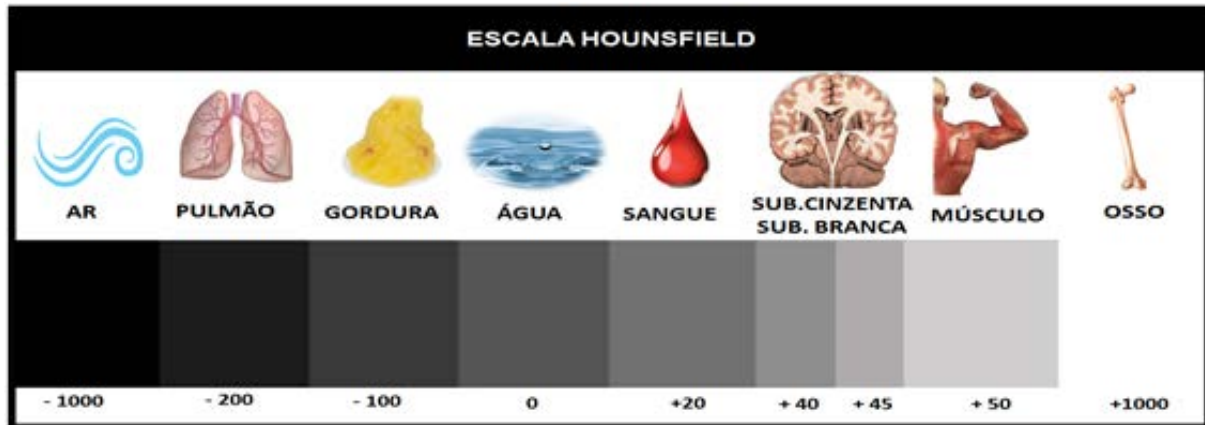 ESCALA HOUNSFIELD
AR
PULMÃO
GORDURA
ÁGUA
SANGUE
SUB.CINZENTA
SUB. BRANCA
MÚSCULO
OSSO
- 1000
- 200
- 100
0
+20
+ 40
+ 45
+ 50
+1000